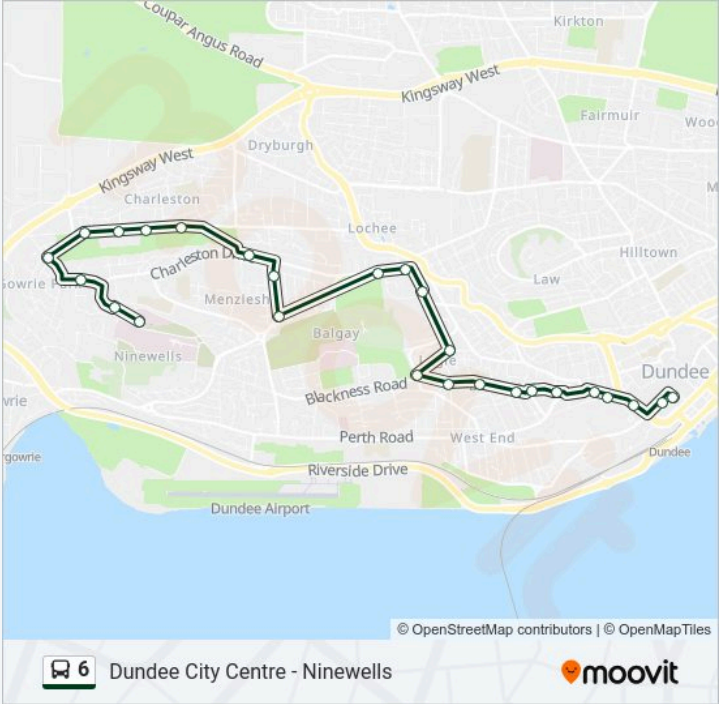 Coupar Angus Road
Kirkton
Kingsway West
Fairmuir
Dryburgh
Kingsway West
Charleston
Lochee
Hilltown
Charleston D
Law
Menziesh
Balgay
Ninewells
Dundee
Blackness Road
Perth Road
West End
Riverside Drive
Dundee
rgowrie
Dundee Airport
© OpenStreetMap contributors | © OpenMapTiles
6 Dundee City Centre - Ninewells
moovit